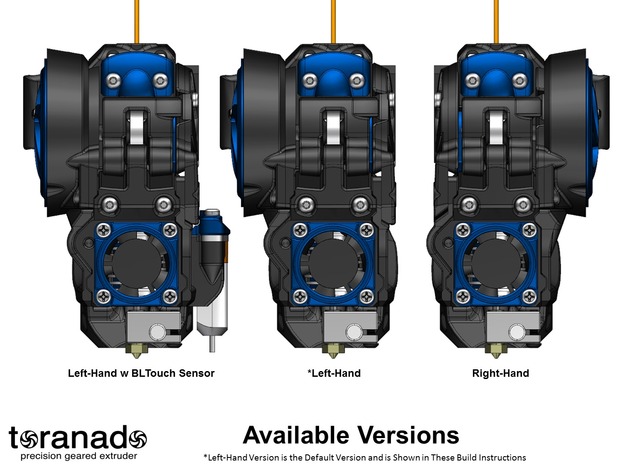 Left-Hand w BLTouch Sensor
*Left-Hand
Right-Hand
toranado
precision geared extruder
Available Versions
*Left-Hand Version is the Default Version and is Shown in These Build Instructions